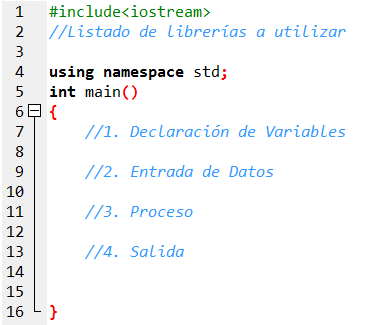 1 #include<iostream>
2 //Listado de librerías a utilizar
3
4 using namespace std;
5 int main()
6 {
7 //1. Declaración de Variables
8
9 //2. Entrada de Datos
10
11 //3. Proceso
12
13 //4. Salida
14
15
16 }